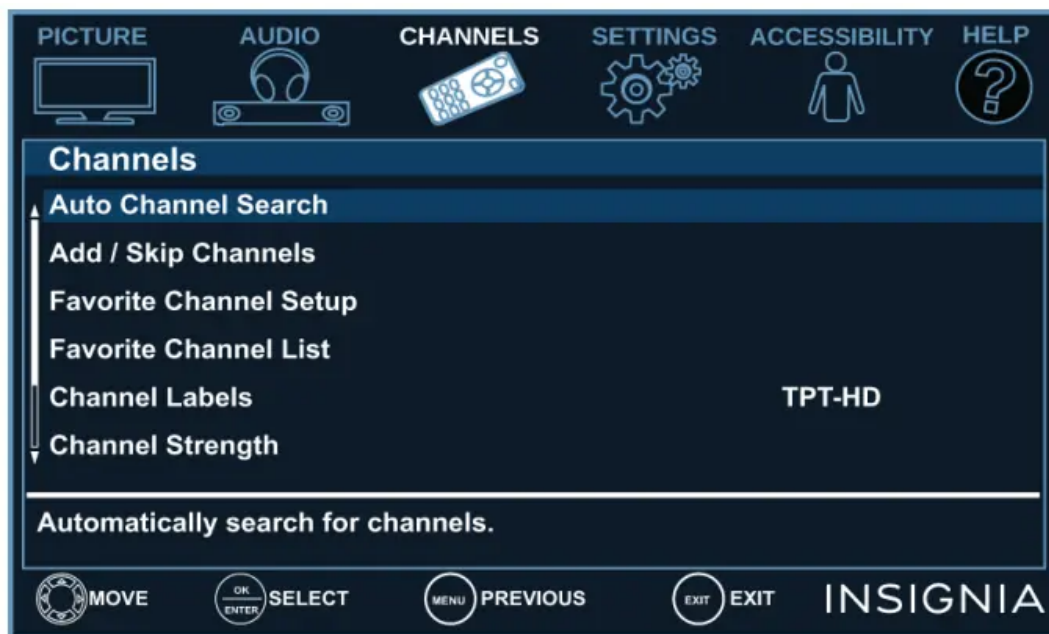 PICTURE AUDIO CHANNELS SETTINGS ACCESSIBILITY HELP
?
Channels
Auto Channel Search
Add / Skip Channels
Favorite Channel Setup
Favorite Channel List
Channel Labels TPT-HD
Channel Strength
Automatically search for channels.
MOVE OK ENTER SELECT MENU PREVIOUS EXIT EXIT INSIGNIA